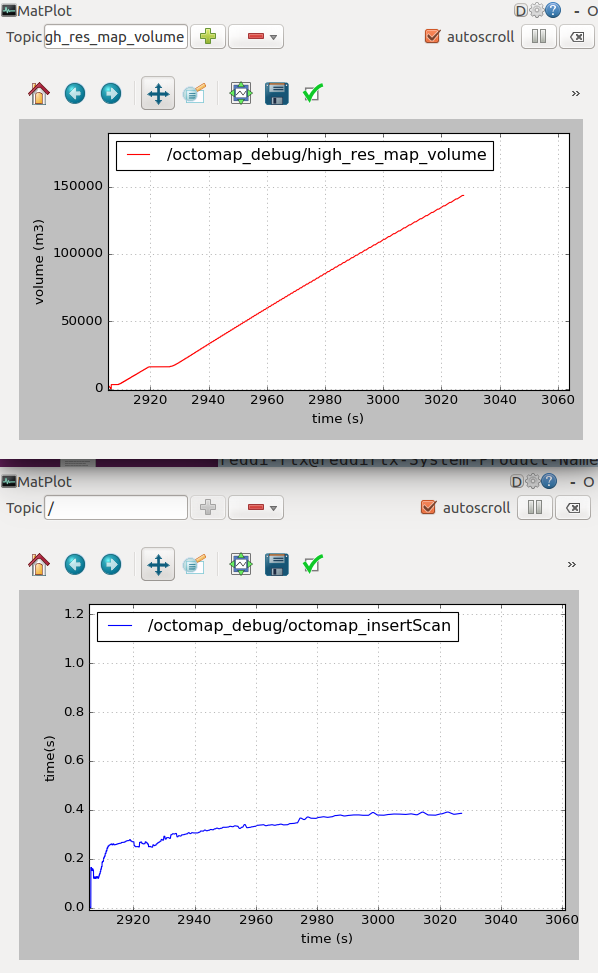 MatPlot
D ? - O
Topic gh_res_map_volume autoscroll
»
/octomap_debug/high_res_map_volume
150000
100000
50000
0
volume (m3)
2920 2940 2960 2980 3000 3020 3040 3060
time (s)
MatPlot
D ? - O
Topic / autoscroll
»
/octomap_debug/octomap_insertScan
1.2
1.0
0.8
0.6
0.4
0.2
0.0
time(s)
2920 2940 2960 2980 3000 3020 3040 3060
time (s)